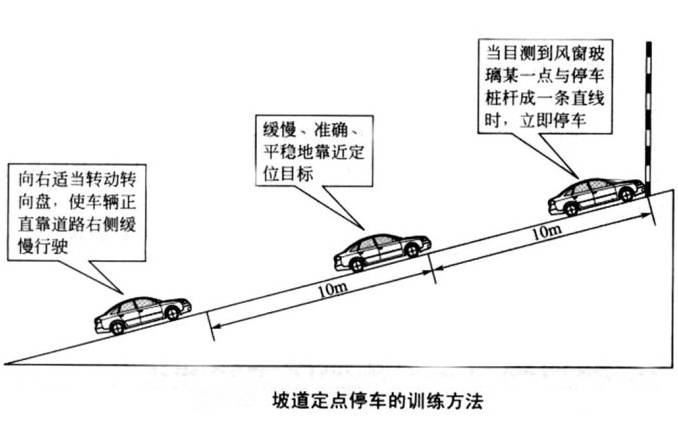 当目测到风窗玻
璃某一点与停车
桩杆成一条直线
时，立即停车
缓慢、准确、
平稳地靠近定
位目标
向右适当转动转
向盘，使车辆正
直靠道路右侧缓
慢行驶
10m
10m
坡道定点停车的训练方法